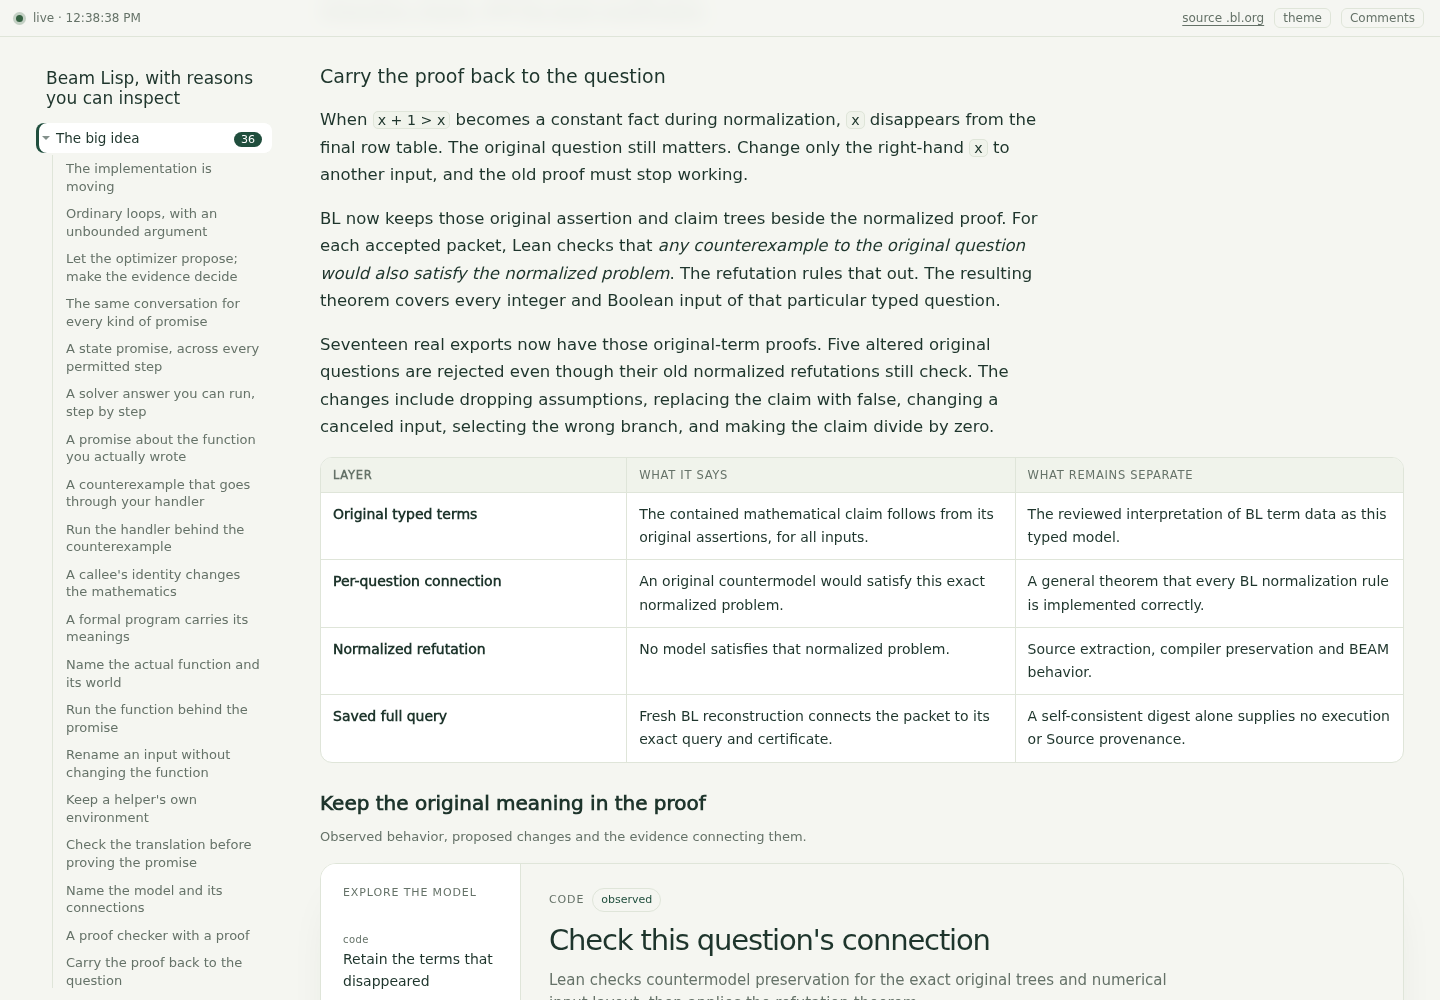 live · 12:38:38 PM
source .bl.org
theme
Comments
Beam Lisp, with reasons
you can inspect
The big idea
36
The implementation is
moving
Ordinary loops, with an
unbounded argument
Let the optimizer propose;
make the evidence decide
The same conversation for
every kind of promise
A state promise, across every
permitted step
A solver answer you can run,
step by step
A promise about the function
you actually wrote
A counterexample that goes
through your handler
Run the handler behind the
counterexample
A callee's identity changes
the mathematics
A formal program carries its
meanings
Name the actual function and
its world
Run the function behind the
promise
Rename an input without
changing the function
Keep a helper's own
environment
Check the translation before
proving the promise
Name the model and its
connections
A proof checker with a proof
Carry the proof back to the
question
Carry the proof back to the question
When x + 1 > x becomes a constant fact during normalization, x disappears from the
final row table. The original question still matters. Change only the right-hand x to
another input, and the old proof must stop working.
BL now keeps those original assertion and claim trees beside the normalized proof. For
each accepted packet, Lean checks that any counterexample to the original question
would also satisfy the normalized problem. The refutation rules that out. The resulting
theorem covers every integer and Boolean input of that particular typed question.
Seventeen real exports now have those original-term proofs. Five altered original
questions are rejected even though their old normalized refutations still check. The
changes include dropping assumptions, replacing the claim with false, changing a
canceled input, selecting the wrong branch, and making the claim divide by zero.
LAYER
WHAT IT SAYS
WHAT REMAINS SEPARATE
Original typed terms
The contained mathematical claim follows from its
original assertions, for all inputs.
The reviewed interpretation of BL term data as this
typed model.
Per-question connection
An original countermodel would satisfy this exact
normalized problem.
A general theorem that every BL normalization rule
is implemented correctly.
Normalized refutation
No model satisfies that normalized problem.
Source extraction, compiler preservation and BEAM
behavior.
Saved full query
Fresh BL reconstruction connects the packet to its
exact query and certificate.
A self-consistent digest alone supplies no execution
or Source provenance.
Keep the original meaning in the proof
Observed behavior, proposed changes and the evidence connecting them.
EXPLORE THE MODEL
code
Retain the terms that
disappeared
CODE
observed
Check this question's connection
Lean checks countermodel preservation for the exact original trees and numerical
input layout, then applies the refutation theorem.